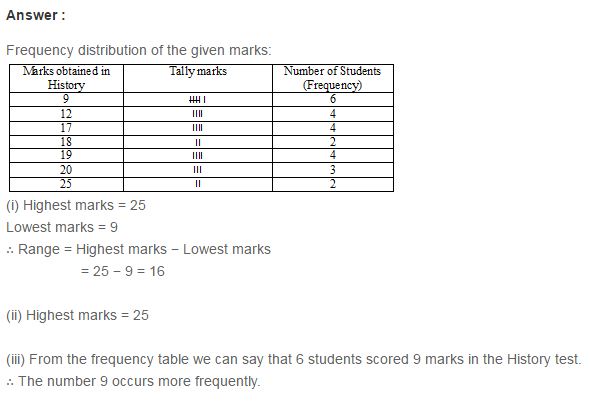 Answer :
Frequency distribution of the given marks:
Marks obtained in History | Tally marks | Number of Students (Frequency)
9 | 𝍸 I | 6
12 | IIII | 4
17 | IIII | 4
18 | II | 2
19 | IIII | 4
20 | III | 3
25 | II | 2
(i) Highest marks = 25
Lowest marks = 9
∴ Range = Highest marks − Lowest marks
= 25 − 9 = 16
(ii) Highest marks = 25
(iii) From the frequency table we can say that 6 students scored 9 marks in the History test.
∴ The number 9 occurs more frequently.